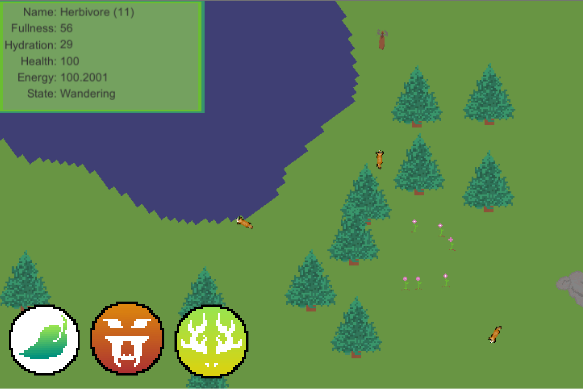 Name: Herbivore (11)
Fullness: 56
Hydration: 29
Health: 100
Energy: 100.2001
State: Wandering